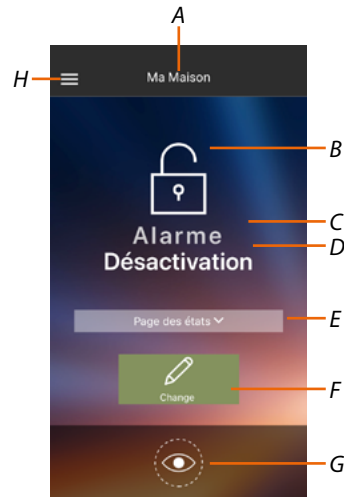 A
H
Ma Maison
B
C
Alarme
D
Désactivation
Page des états
E
Change
F
G